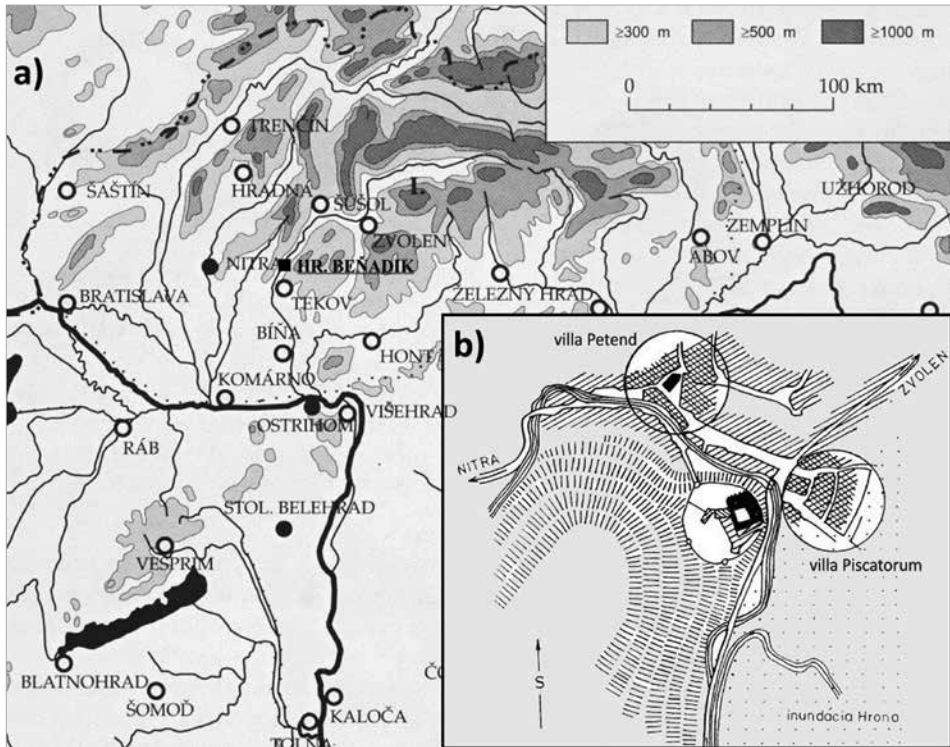 a)
≥300 m
≥500 m
≥1000 m
0
100 km
TRENČÍN
HRADNÁ
ŠAŠTÍN
SUŠOL
I.
UŽHOROD
ZVOLEN
ZEMPLÍN
ABOV
NITRA
HR. BEŇADIK
TEKOV
ŽELEZNÝ HRAD
BRATISLAVA
BÍŇA
HONT
KOMÁRNO
OSTRIHOM
VIŠEHRAD
RÁB
STOL. BELEHRAD
VESPRIM
BLATNOHRAD
ŠOMOĎ
KALOČA
TOLNA
b)
villa Petend
ZVOLEN
NITRA
villa Piscatorum
S
inundácia Hrona